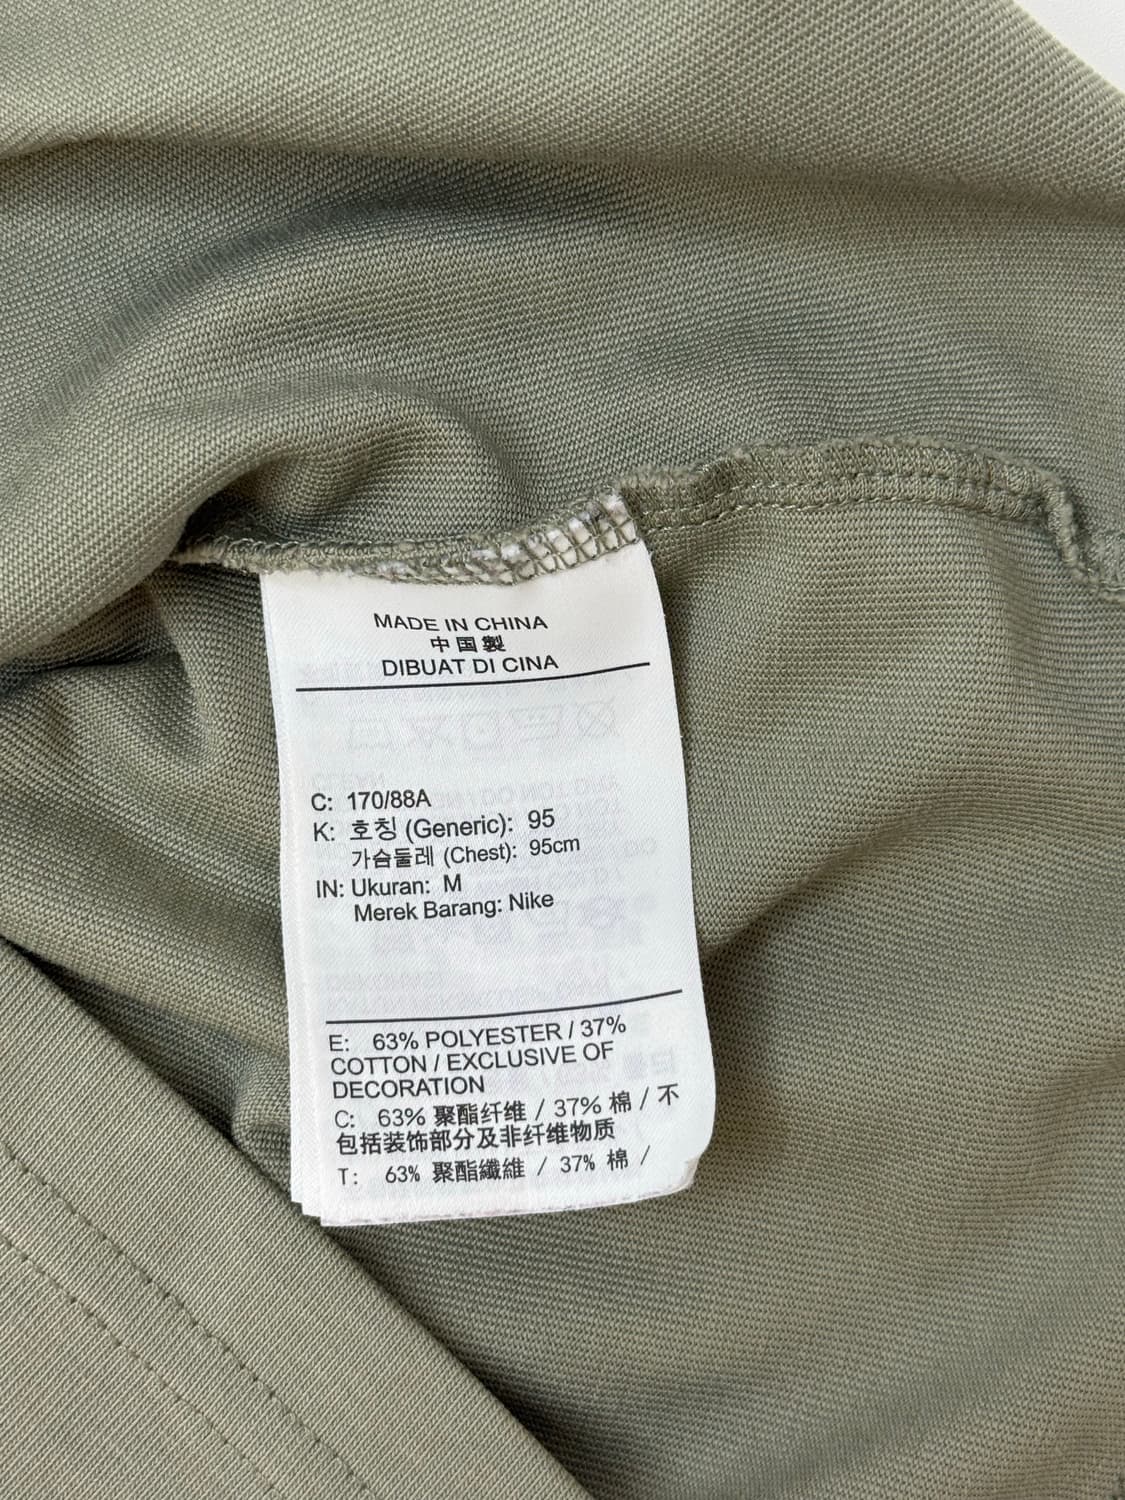 MADE IN CHINA
中国製
DIBUAT DI CINA
C: 170/88A
K: 호칭 (Generic): 95
가슴둘레 (Chest): 95cm
IN: Ukuran: M
Merek Barang: Nike
E: 63% POLYESTER / 37%
COTTON / EXCLUSIVE OF
DECORATION
C: 63% 聚酯纤维 / 37% 棉 / 不
包括装饰部分及非纤维物质
T: 63% 聚酯纖維 / 37% 棉 /